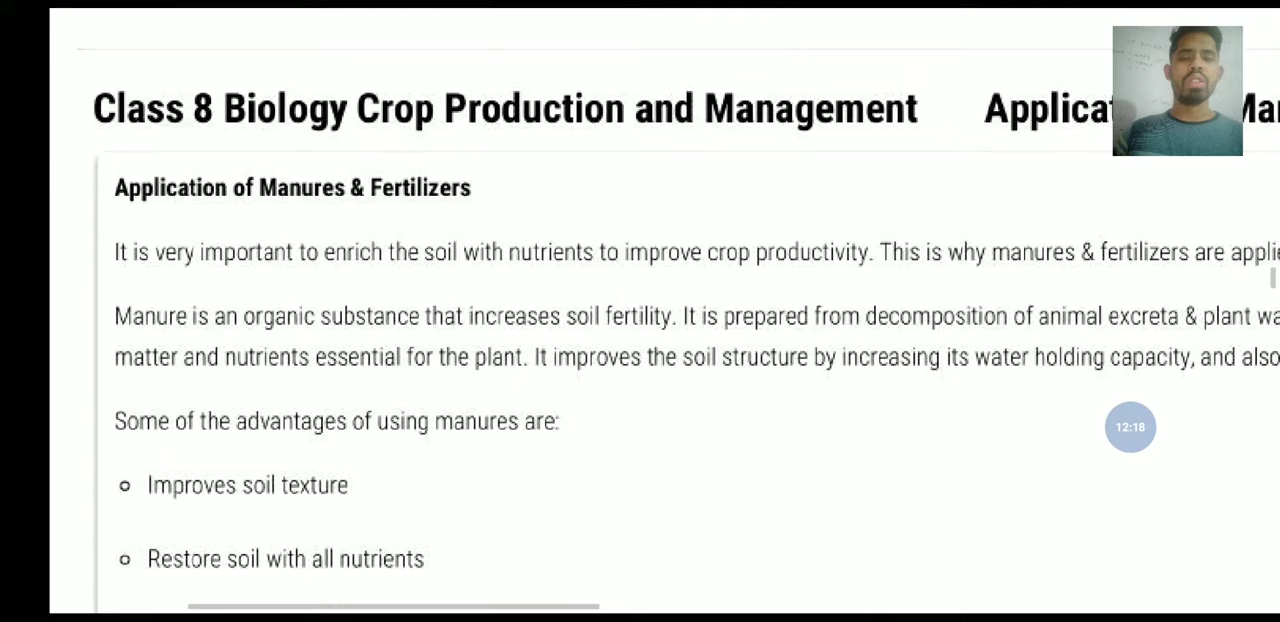 Class 8 Biology Crop Production and Management Applicat Ma
Application of Manures & Fertilizers
It is very important to enrich the soil with nutrients to improve crop productivity. This is why manures & fertilizers are applie
Manure is an organic substance that increases soil fertility. It is prepared from decomposition of animal excreta & plant wa
matter and nutrients essential for the plant. It improves the soil structure by increasing its water holding capacity, and also
Some of the advantages of using manures are:
12:18
Improves soil texture
Restore soil with all nutrients